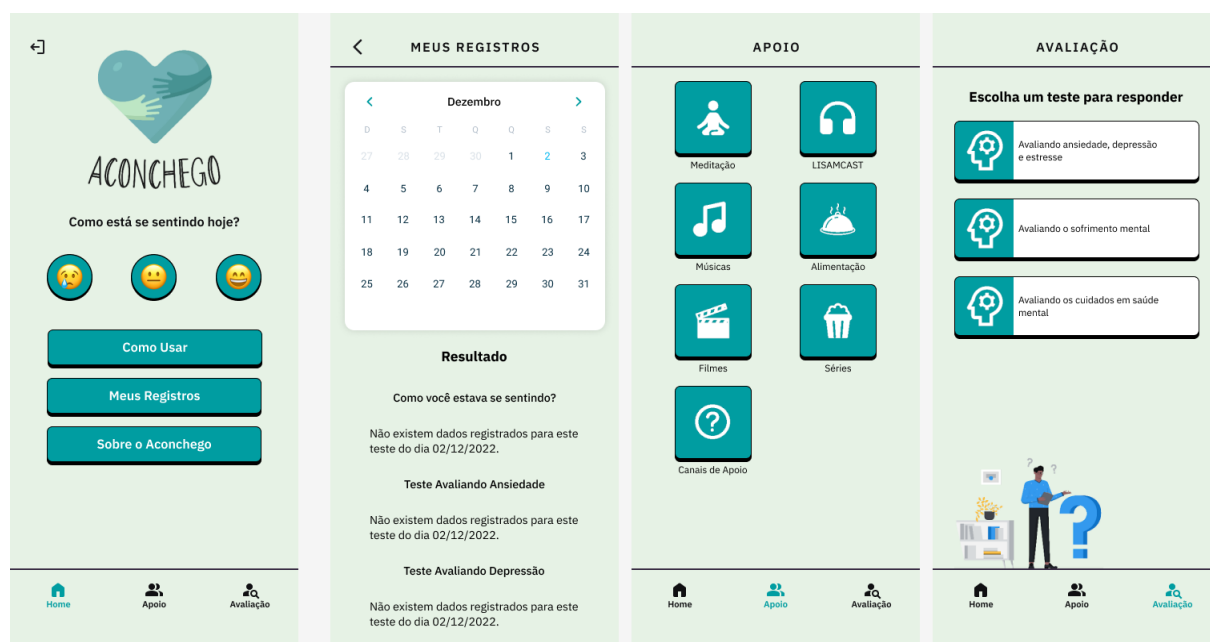 ACONCHEGO
Como está se sentindo hoje?
Como Usar
Meus Registros
Sobre o Aconchego
Home Apoio Avaliação
MEUS REGISTROS
Dezembro
D S T Q Q S S
27 28 29 30 1 2 3
4 5 6 7 8 9 10
11 12 13 14 15 16 17
18 19 20 21 22 23 24
25 26 27 28 29 30 31
Resultado
Como você estava se sentindo?
Não existem dados registrados para este
teste do dia 02/12/2022.
Teste Avaliando Ansiedade
Não existem dados registrados para este
teste do dia 02/12/2022.
Teste Avaliando Depressão
Não existem dados registrados para este
teste do dia 02/12/2022.
APOIO
Meditação LISAMCAST
Músicas Alimentação
Filmes Séries
?
Canais de Apoio
Home Apoio Avaliação
AVALIAÇÃO
Escolha um teste para responder
Avaliando ansiedade, depressão
e estresse
Avaliando o sofrimento mental
Avaliando os cuidados em saúde
mental
? ?
?
Home Apoio Avaliação